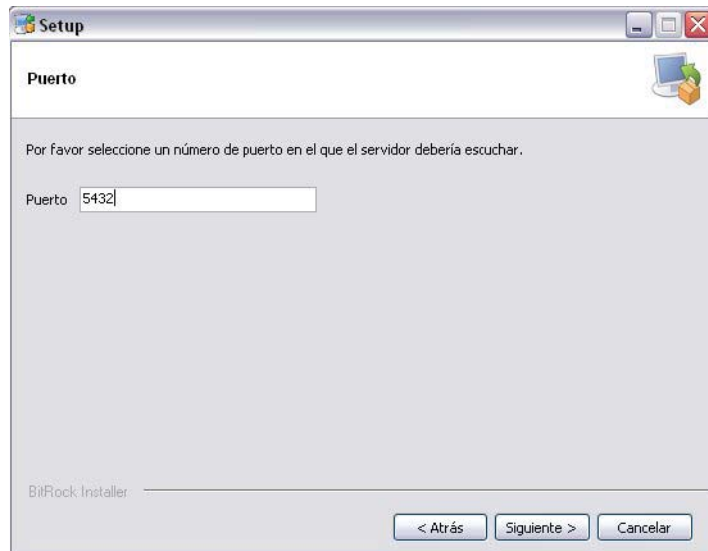 Setup
Puerto
Por favor seleccione un número de puerto en el que el servidor debería escuchar.
Puerto 5432
BitRock Installer
< Atrás Siguiente > Cancelar